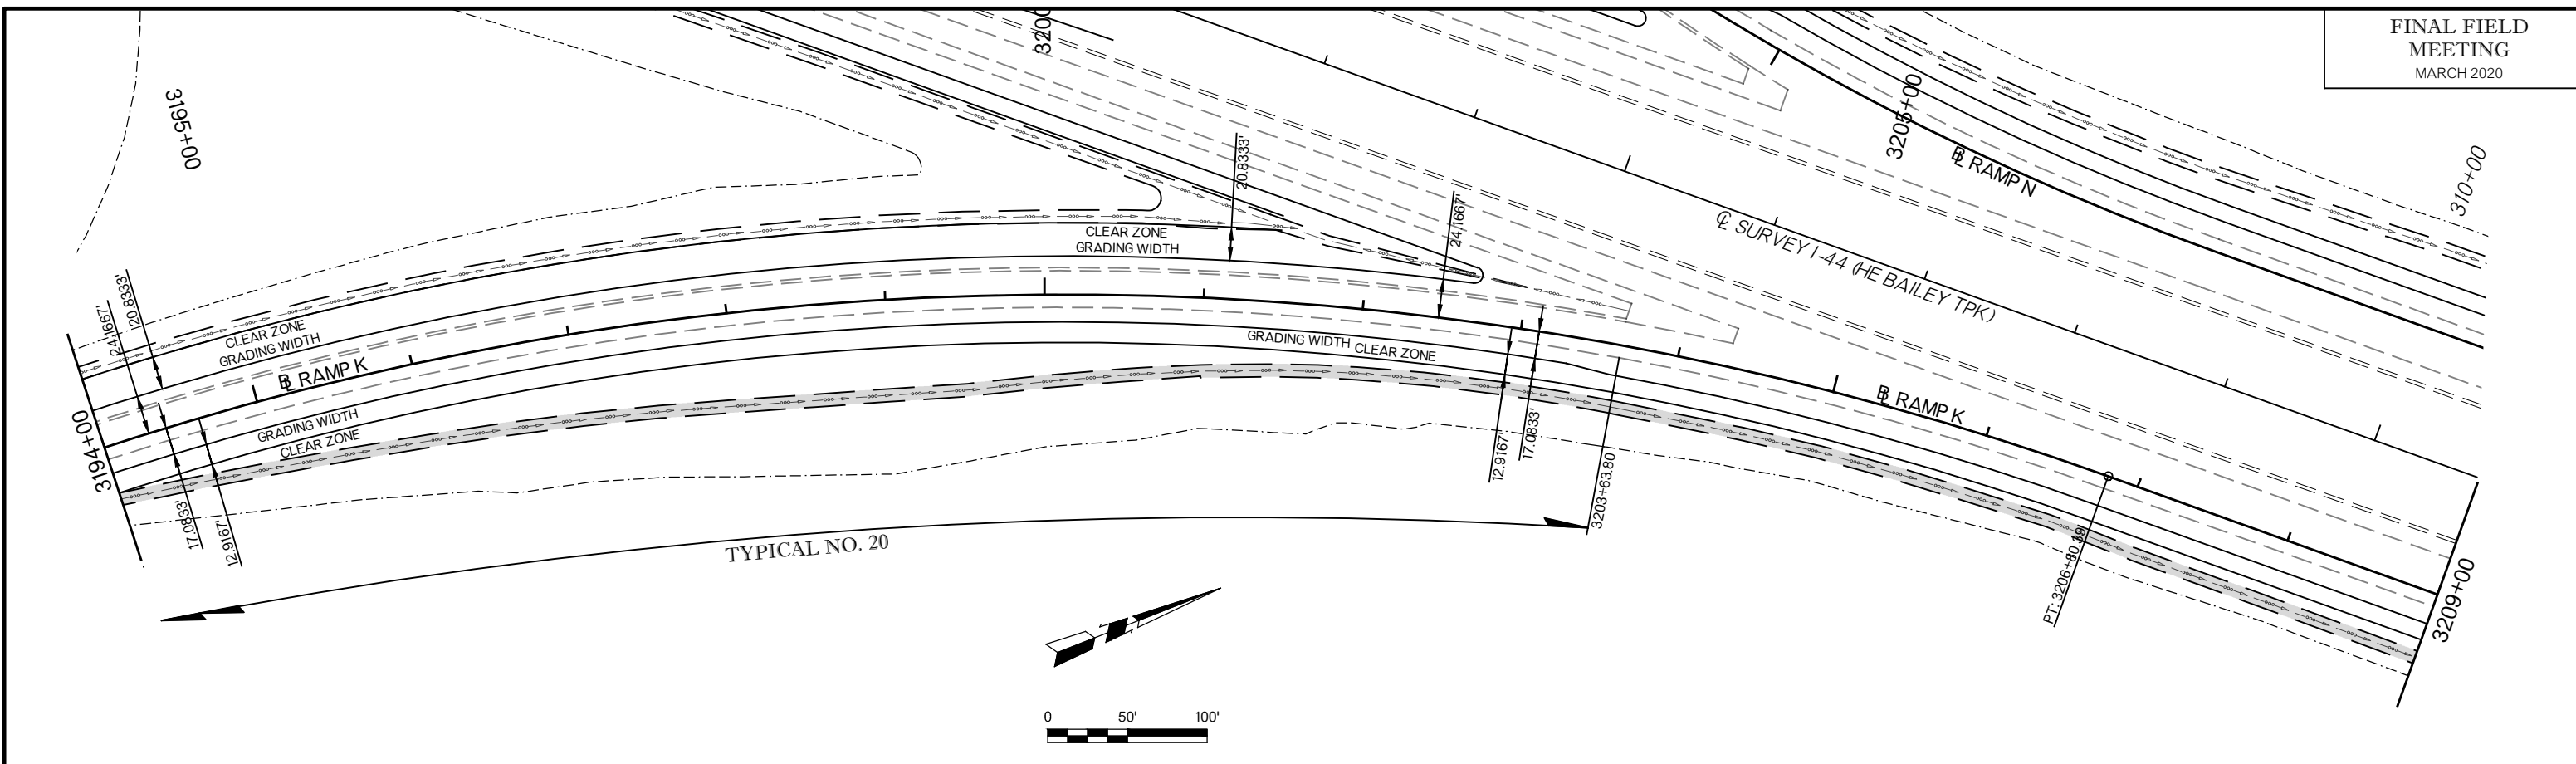 FINAL FIELD
MEETING
MARCH 2020
3195+00
3205+00
310+00
20.8333'
24.1667'
℄ SURVEY I-44 (HE BAILEY TPK)
BL RAMP N
CLEAR ZONE
GRADING WIDTH
20.8333'
24.1667'
CLEAR ZONE
GRADING WIDTH
BL RAMP K
GRADING WIDTH
CLEAR ZONE
BL RAMP K
3194+00
GRADING WIDTH
CLEAR ZONE
17.0833'
12.9167'
12.9167'
17.0833'
3203+63.80
TYPICAL NO. 20
PT: 3206+80.39
3209+00
0 50' 100'